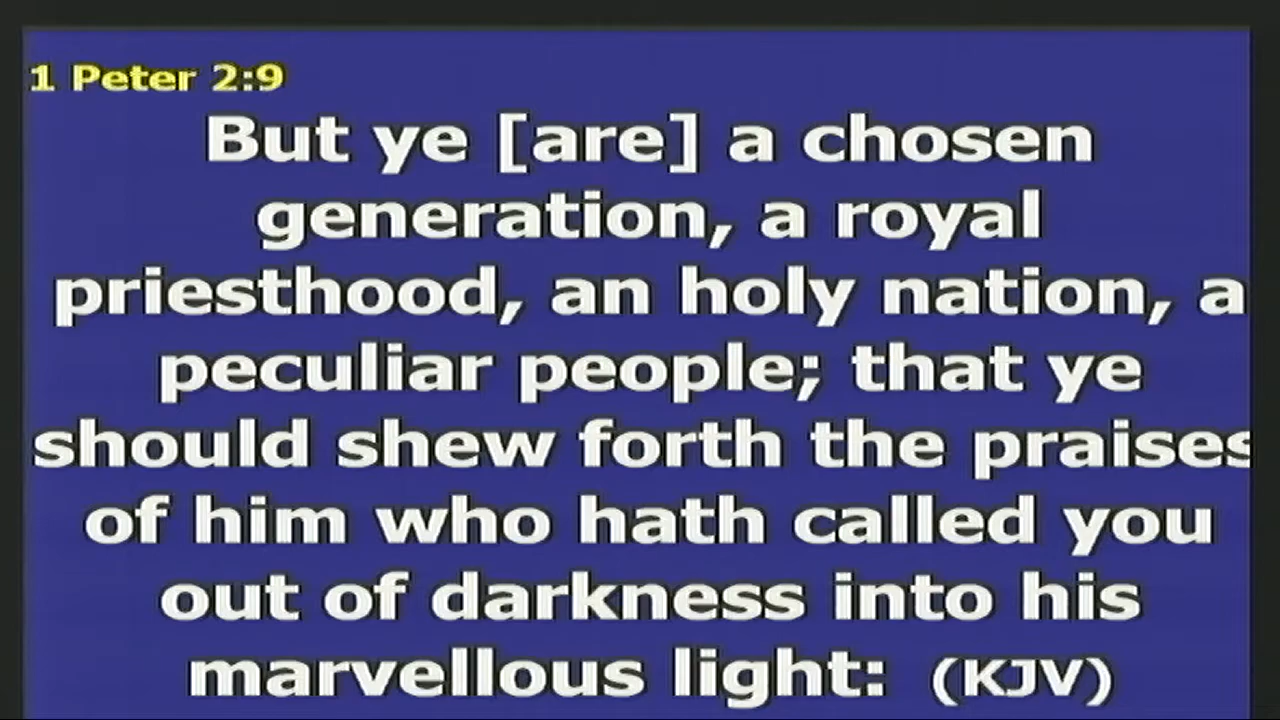 1 Peter 2:9
But ye [are] a chosen
generation, a royal
priesthood, an holy nation, a
peculiar people; that ye
should shew forth the praises
of him who hath called you
out of darkness into his
marvellous light: (KJV)